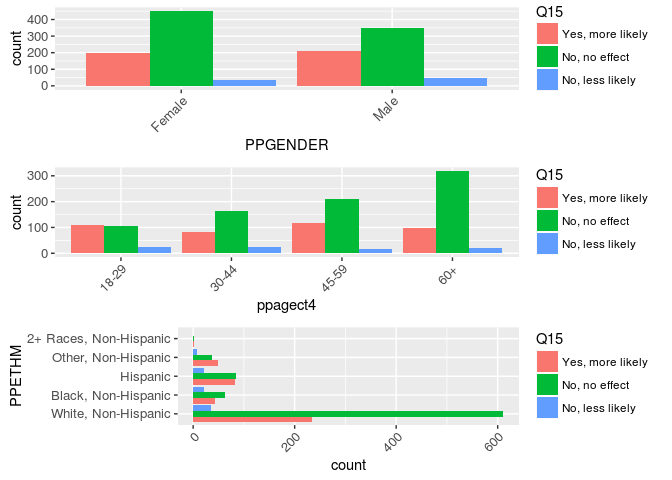 400
300
200
100
0
count
Female
Male
PPGENDER
Q15
Yes, more likely
No, no effect
No, less likely
300
200
100
0
count
18-29
30-44
45-59
60+
ppagect4
Q15
Yes, more likely
No, no effect
No, less likely
PPETHM
2+ Races, Non-Hispanic
Other, Non-Hispanic
Hispanic
Black, Non-Hispanic
White, Non-Hispanic
0
200
400
600
count
Q15
Yes, more likely
No, no effect
No, less likely